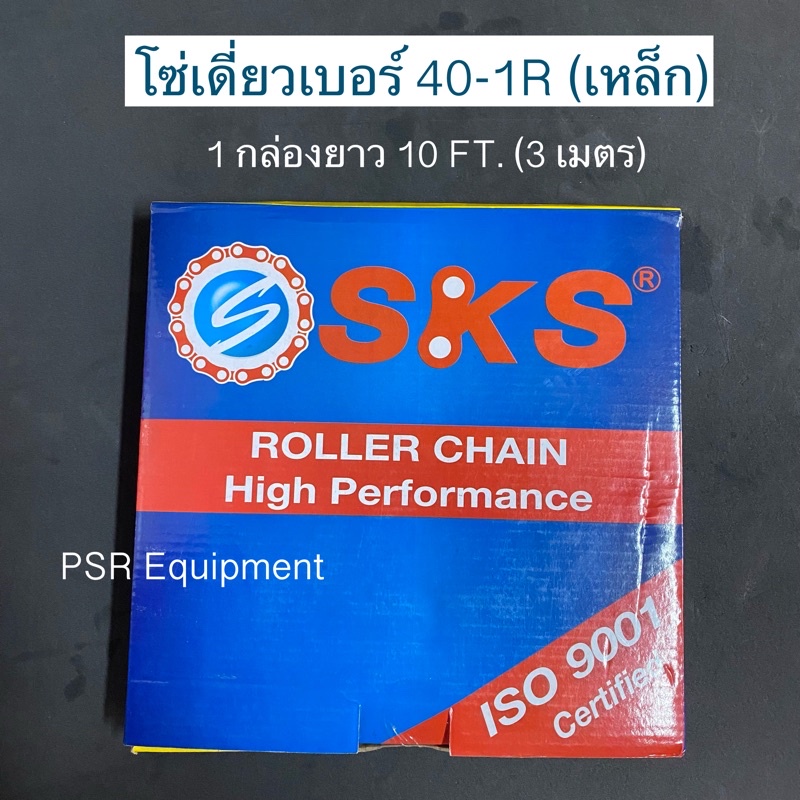 โซ่เดี่ยวเบอร์ 40-1R (เหล็ก)
1 กล่องยาว 10 FT. (3 เมตร)
SKS®
ROLLER CHAIN
High Performance
PSR Equipment
ISO 9001
Certified